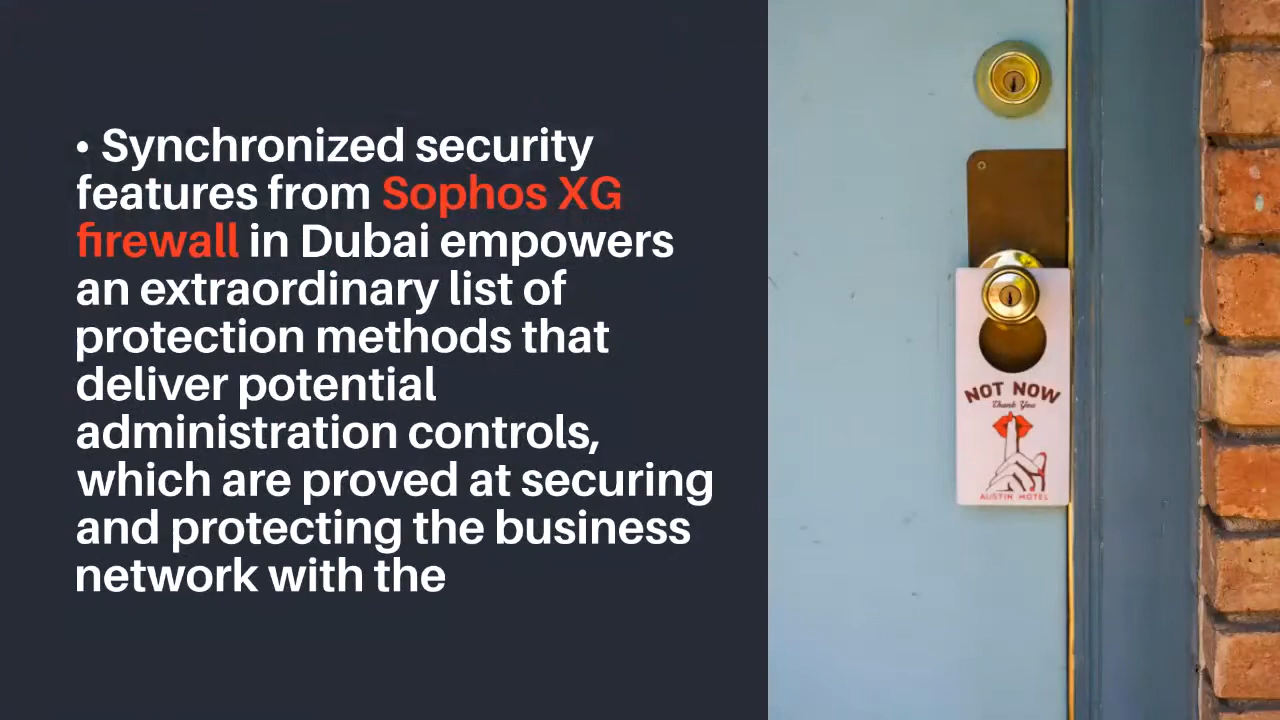 • Synchronized security
features from Sophos XG
firewall in Dubai empowers
an extraordinary list of
protection methods that
deliver potential
administration controls,
which are proved at securing
and protecting the business
network with the
NOT NOW
Thank You
AUSTIN MOTEL